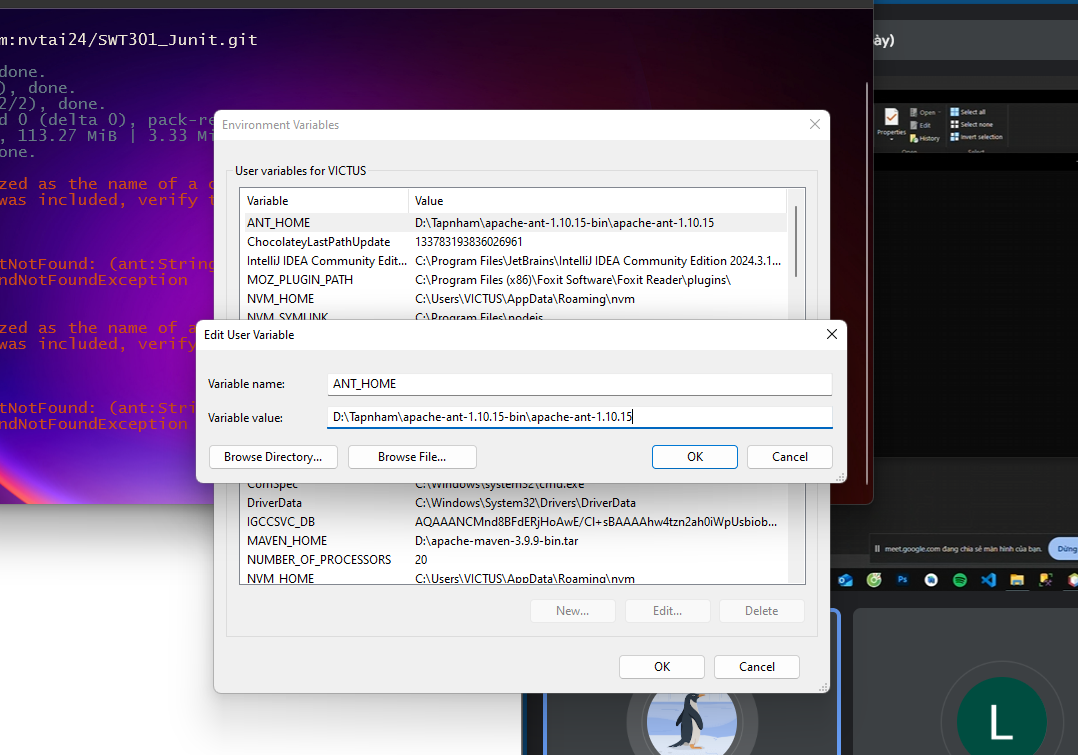 m:nvtai24/SWT301_Junit.git
done.
), done.
2/2), done.
d 0 (delta 0), pack-re
, 113.27 MiB | 3.33 Mi
one.
zed as the name of a c
was included, verify t
tNotFound: (ant:String
ndNotFoundException
zed as the name of a
was included, verify
tNotFound: (ant:Stri
ndNotFoundException
Environment Variables
User variables for VICTUS
Variable Value
ANT_HOME D:\Tapnham\apache-ant-1.10.15-bin\apache-ant-1.10.15
ChocolateyLastPathUpdate 133783193836026961
IntelliJ IDEA Community Edit... C:\Program Files\JetBrains\IntelliJ IDEA Community Edition 2024.3.1...
MOZ_PLUGIN_PATH C:\Program Files (x86)\Foxit Software\Foxit Reader\plugins\
NVM_HOME C:\Users\VICTUS\AppData\Roaming\nvm
NVM_SYMLINK C:\Program Files\nodejs
Edit User Variable
Variable name: ANT_HOME
Variable value: D:\Tapnham\apache-ant-1.10.15-bin\apache-ant-1.10.15
Browse Directory... Browse File... OK Cancel
ComSpec C:\Windows\system32\cmd.exe
DriverData C:\Windows\System32\Drivers\DriverData
IGCCSVC_DB AQAAANCMnd8BFdERjHoAwE/Cl+sBAAAAhw4tzn2ah0iWpUsbiob...
MAVEN_HOME D:\apache-maven-3.9.9-bin.tar
NUMBER_OF_PROCESSORS 20
NVM_HOME C:\Users\VICTUS\AppData\Roaming\nvm
New... Edit... Delete
OK Cancel
ày)
Properties
Open
Edit
History
Open
Select all
Select none
Invert selection
Select
meet.google.com đang chia sẻ màn hình của bạn.
Dừng
Ps
L